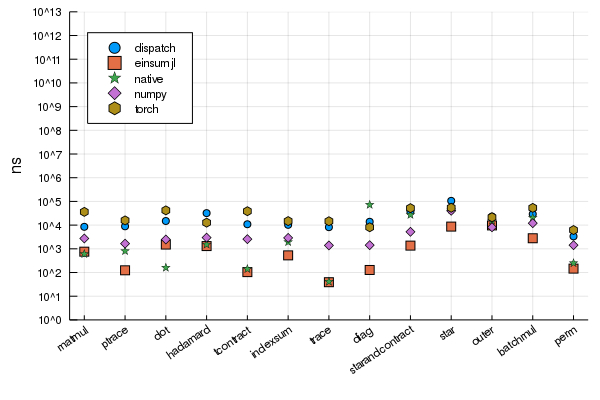 10^13
10^12
10^11
10^10
10^9
10^8
10^7
10^6
10^5
10^4
10^3
10^2
10^1
10^0
ns
dispatch
einsumjl
native
numpy
torch
matmul
ptrace
dot
hadamard
tcontract
indexsum
trace
diag
starandcontract
star
outer
batchmul
perm